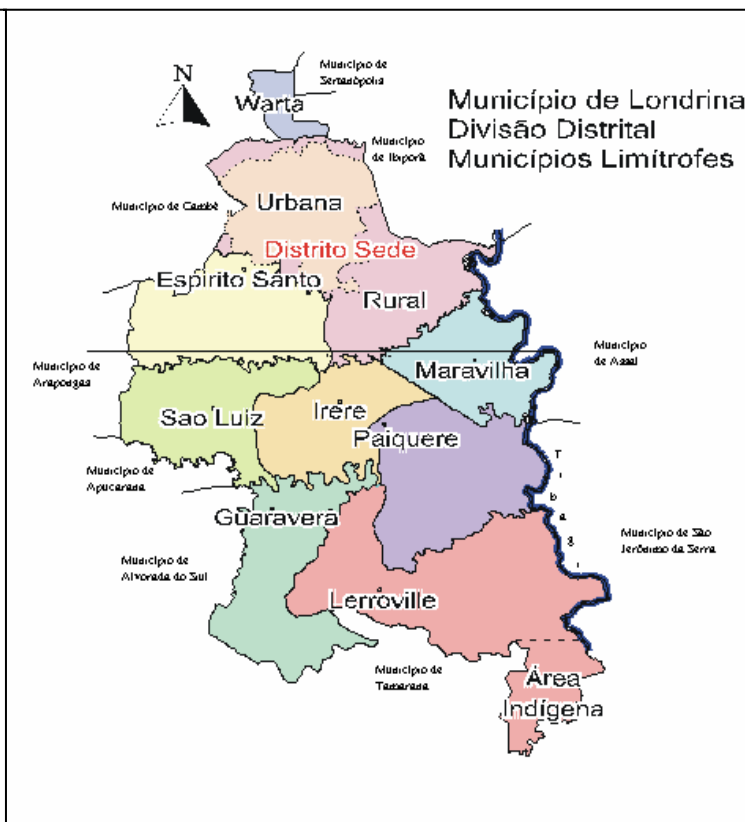 N
Município de
Sertanópolis
Warta
Município de Londrina
Divisão Distrital
Municípios Limítrofes
Município
de Ibiporã
Município de Cambé
Urbana
Distrito Sede
Espirito Santo
Rural
Município
de Assaí
Maravilha
Município de
Arapongas
Irere
Sao Luiz
Paiquere
Município de
Apucarana
Tibagi
Guaravera
Município de São
Jerônimo da Serra
Município de
Alvorada do Sul
Lerroville
Município de
Tamarana
Área
Indígena